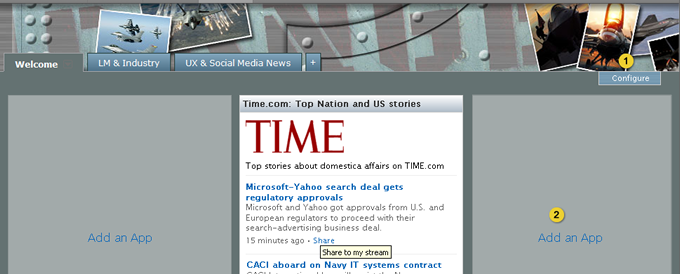 Welcome
LM & Industry
UX & Social Media News
+
1
Configure
Time.com: Top Nation and US stories
TIME
Top stories about domestica affairs on TIME.com
Microsoft-Yahoo search deal gets
regulatory approvals
Microsoft and Yahoo got approvals from U.S. and
European regulators to proceed with their
search-advertising business deal.
15 minutes ago • Share
Share to my stream
Add an App
2
Add an App
CACI aboard on Navy IT systems contract